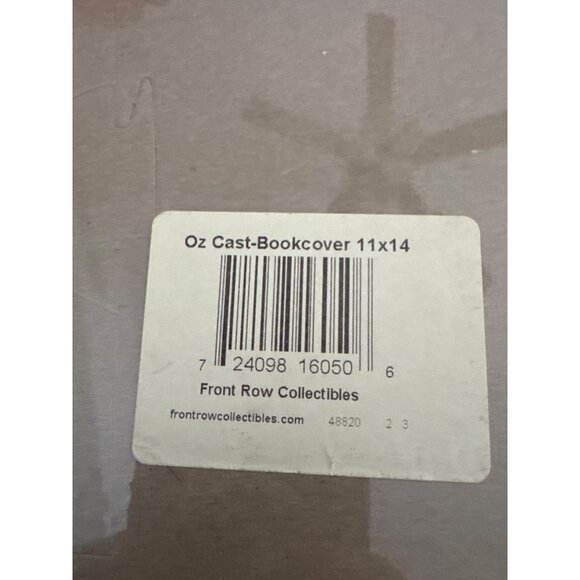 Oz Cast-Bookcover 11x14
7 24098 16050 6
Front Row Collectibles
frontrowcollectibles.com 48820 2 3